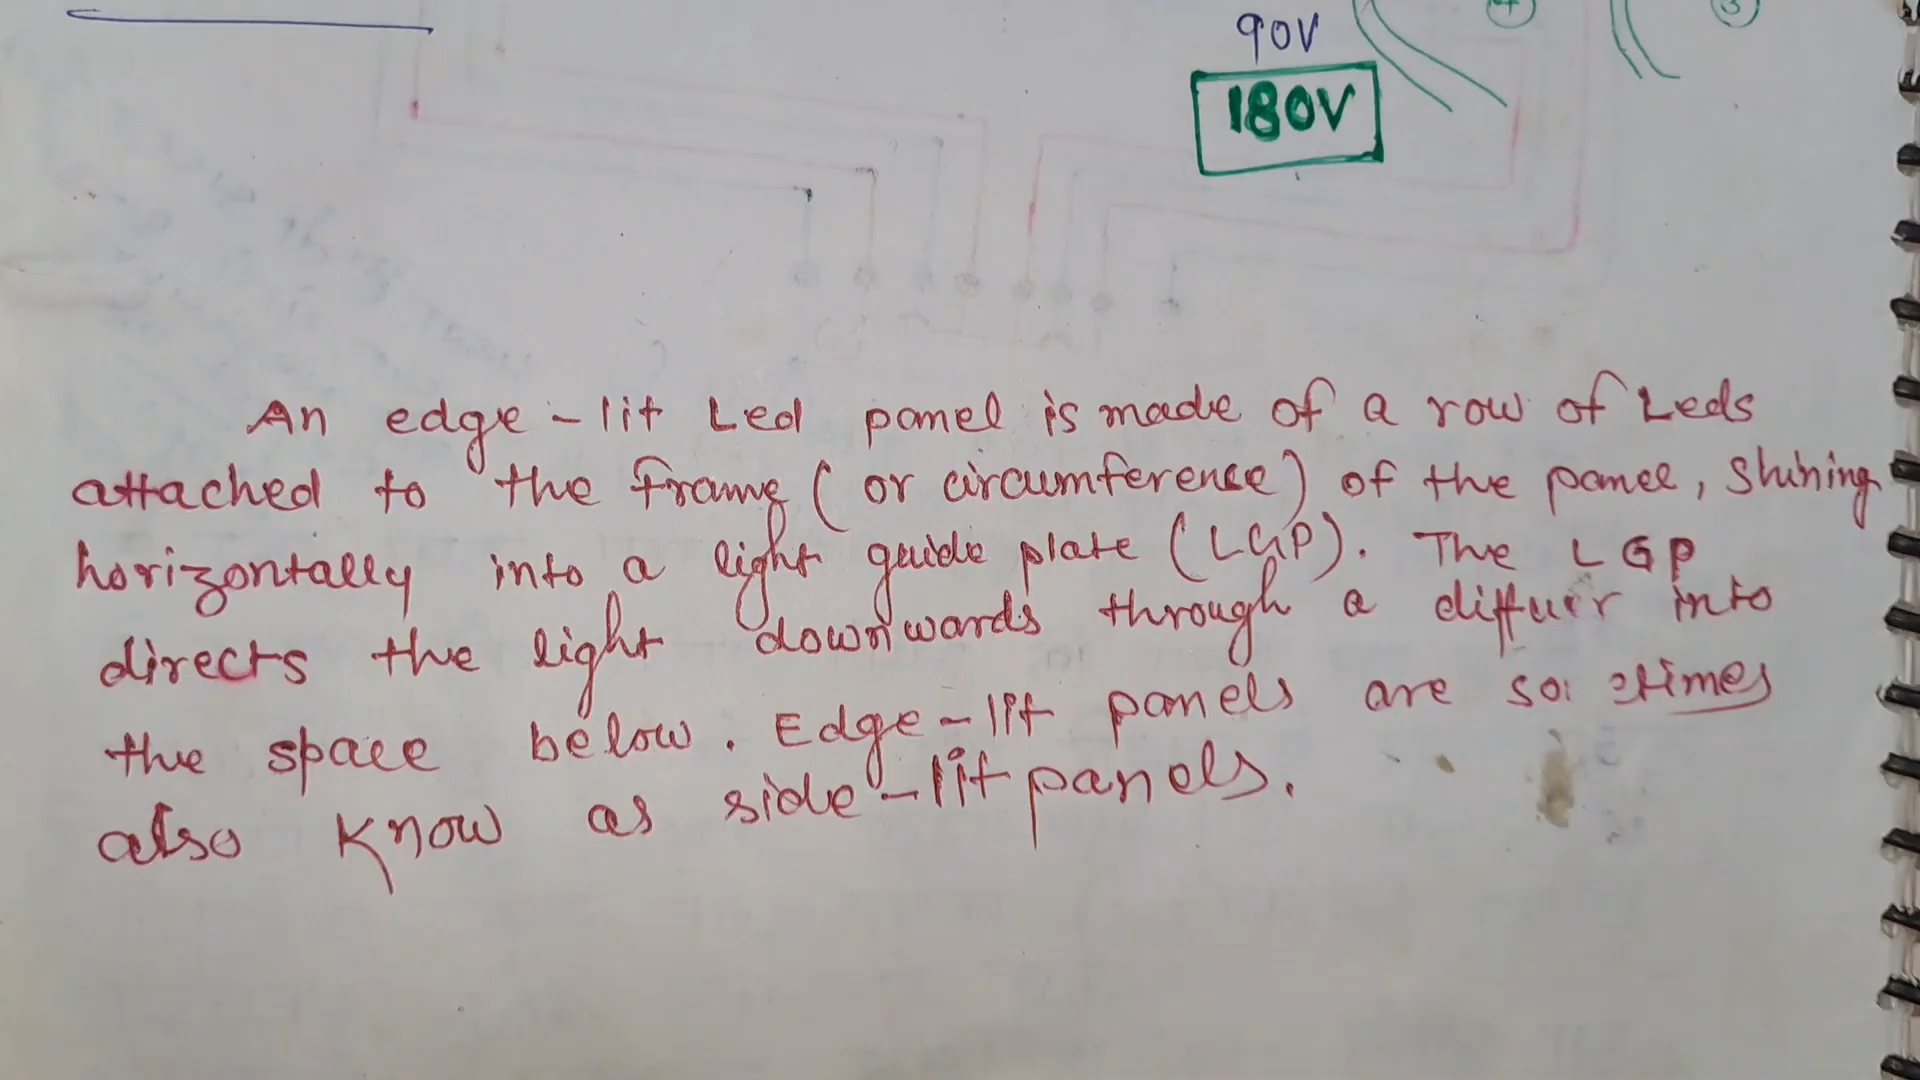 4
3
90V
180V
An edge-lit Led panel is made of a row of Leds
attached to the frame (or circumference) of the panel, Shining
horizontally into a light guide plate (LGP). The LGP
directs the light downwards through a into
the space below. Edge-lit panels are
also know as side-lit panels.